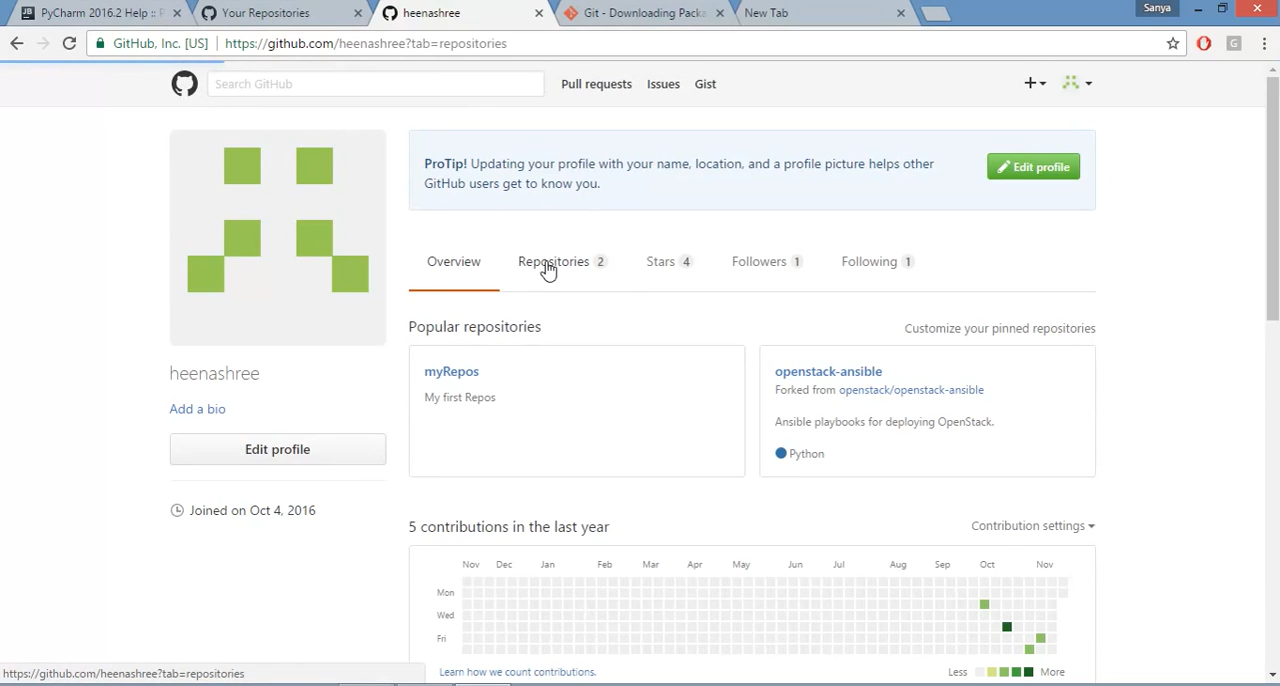 PyCharm 2016.2 Help :: P
Your Repositories
heenashree
Git - Downloading Packa
New Tab
Sanya
GitHub, Inc. [US]
https://github.com/heenashree?tab=repositories
G
Search GitHub
Pull requests
Issues
Gist
ProTip! Updating your profile with your name, location, and a profile picture helps other
GitHub users get to know you.
Edit profile
Overview
Repositories 2
Stars 4
Followers 1
Following 1
Popular repositories
Customize your pinned repositories
myRepos
My first Repos
openstack-ansible
Forked from openstack/openstack-ansible
Ansible playbooks for deploying OpenStack.
Python
heenashree
Add a bio
Edit profile
Joined on Oct 4, 2016
5 contributions in the last year
Contribution settings
Nov Dec Jan Feb Mar Apr May Jun Jul Aug Sep Oct Nov
Mon
Wed
Fri
Learn how we count contributions.
Less
More
https://github.com/heenashree?tab=repositories